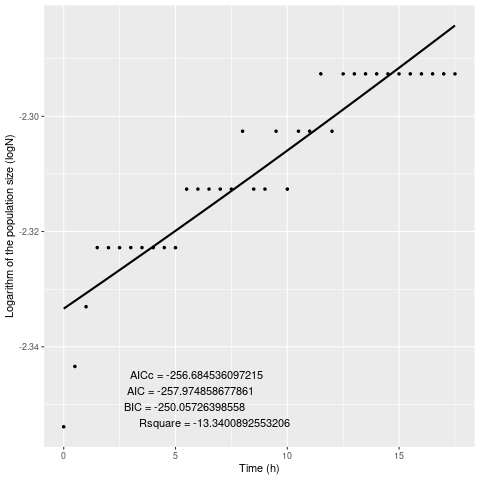 Logarithm of the population size (logN)
-2.30
-2.32
-2.34
AICc = -256.684536097215
AIC = -257.974858677861
BIC = -250.05726398558
Rsquare = -13.3400892553206
0 5 10 15
Time (h)